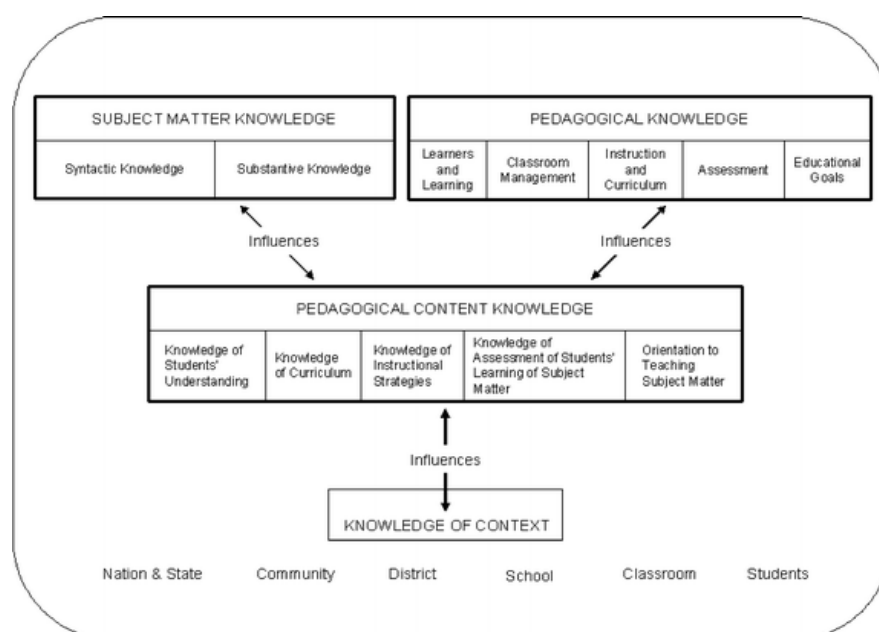 SUBJECT MATTER KNOWLEDGE
Syntactic Knowledge
Substantive Knowledge
PEDAGOGICAL KNOWLEDGE
Learners
and
Learning
Classroom
Management
Instruction
and
Curriculum
Assessment
Educational
Goals
Influences
Influences
PEDAGOGICAL CONTENT KNOWLEDGE
Knowledge of
Students'
Understanding
Knowledge
of Curriculum
Knowledge of
Instructional
Strategies
Knowledge of
Assessment of Students'
Learning of Subject
Matter
Orientation to
Teaching
Subject Matter
Influences
KNOWLEDGE OF CONTEXT
Nation & State
Community
District
School
Classroom
Students